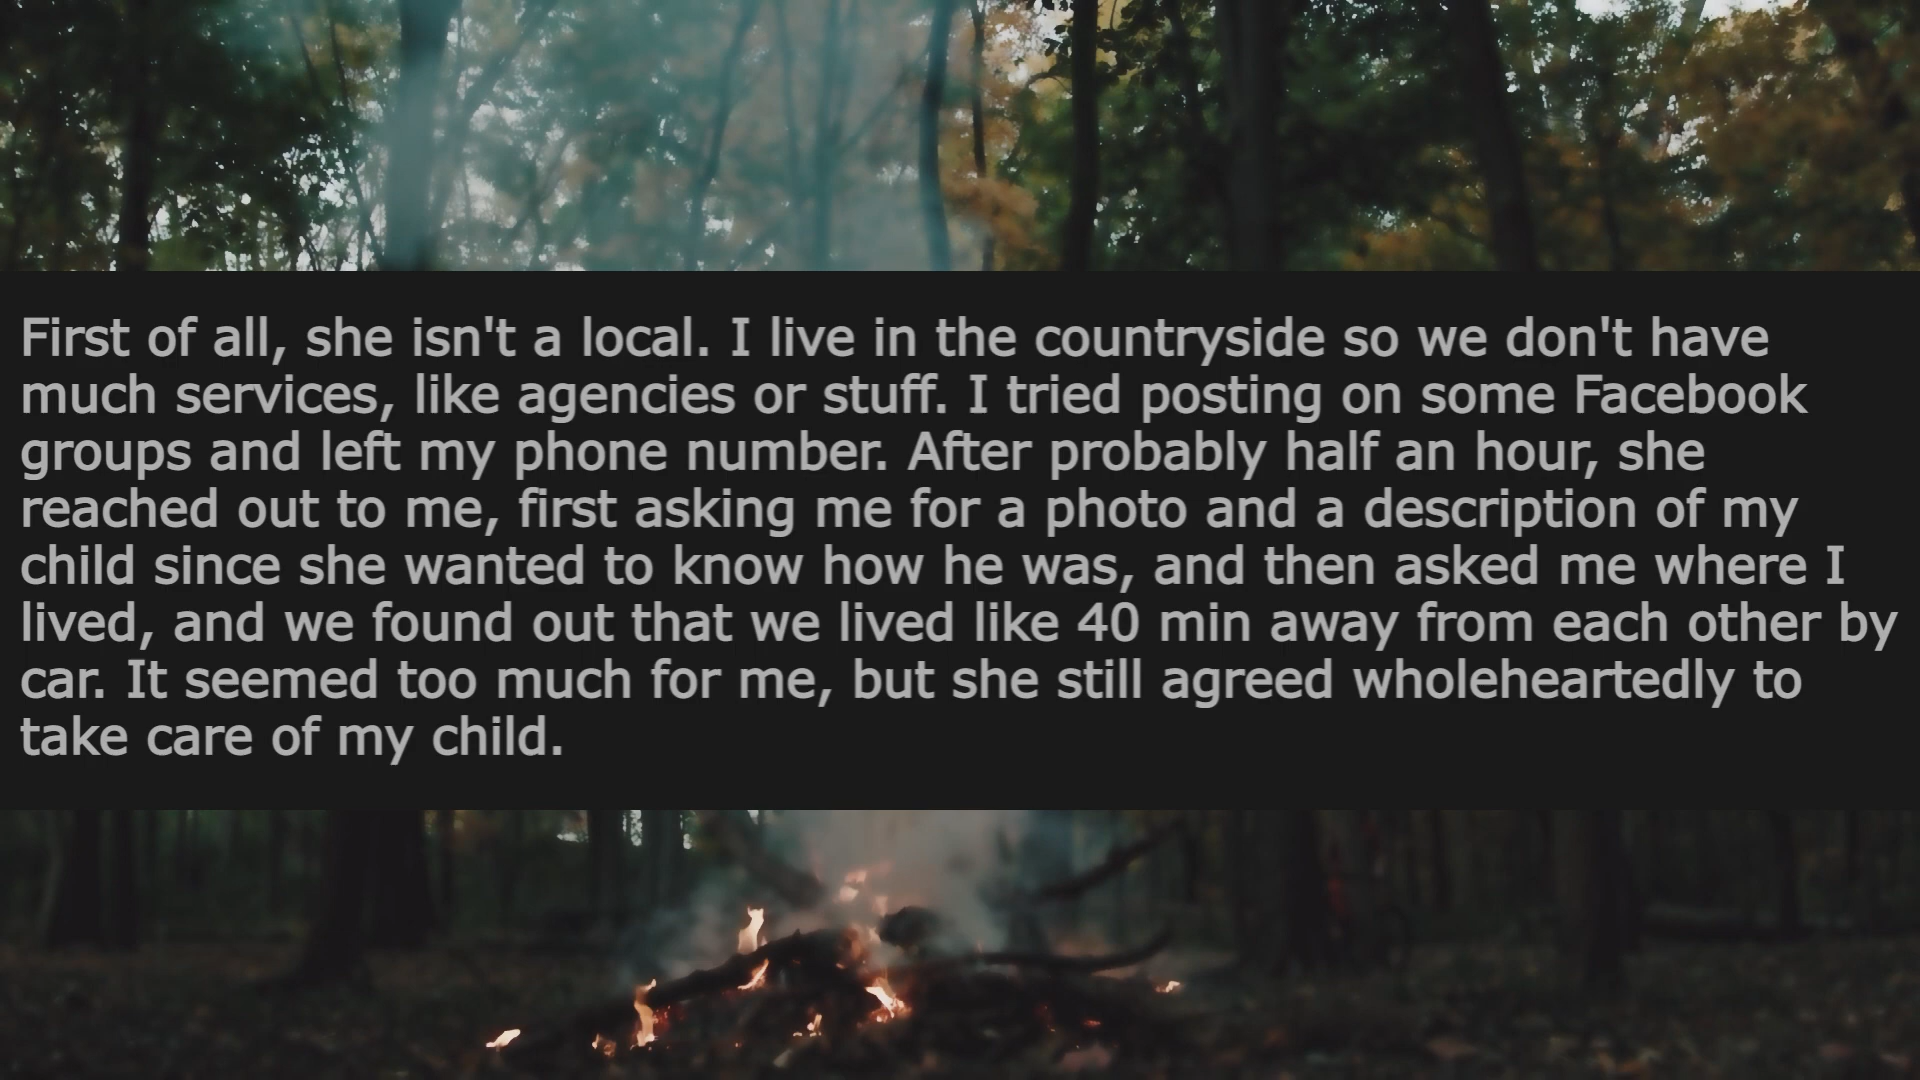 First of all, she isn't a local. I live in the countryside so we don't have
much services, like agencies or stuff. I tried posting on some Facebook
groups and left my phone number. After probably half an hour, she
reached out to me, first asking me for a photo and a description of my
child since she wanted to know how he was, and then asked me where I
lived, and we found out that we lived like 40 min away from each other by
car. It seemed too much for me, but she still agreed wholeheartedly to
take care of my child.